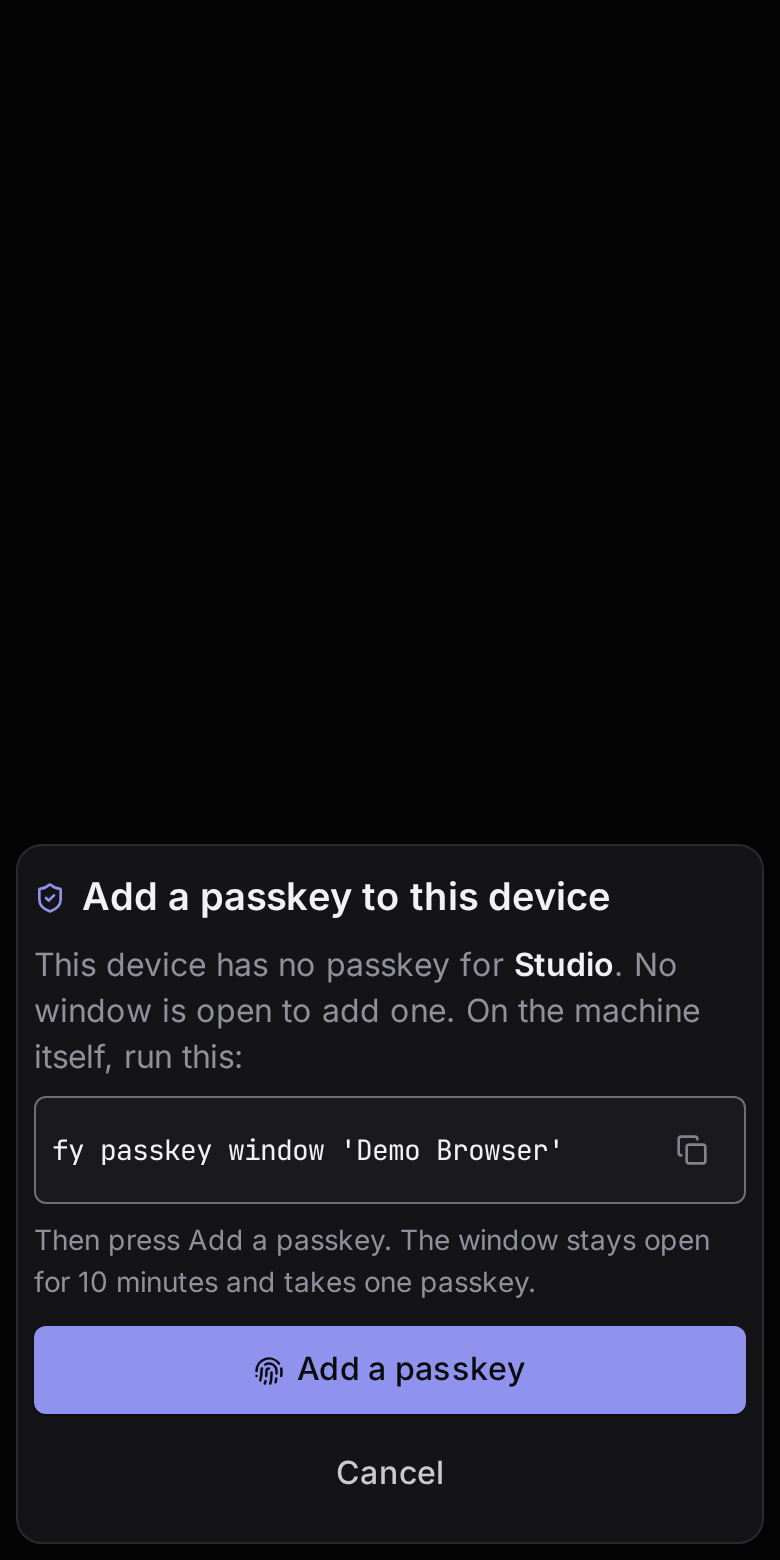 Add a passkey to this device
This device has no passkey for Studio. No
window is open to add one. On the machine
itself, run this:
fy passkey window 'Demo Browser'
Then press Add a passkey. The window stays open
for 10 minutes and takes one passkey.
Add a passkey
Cancel